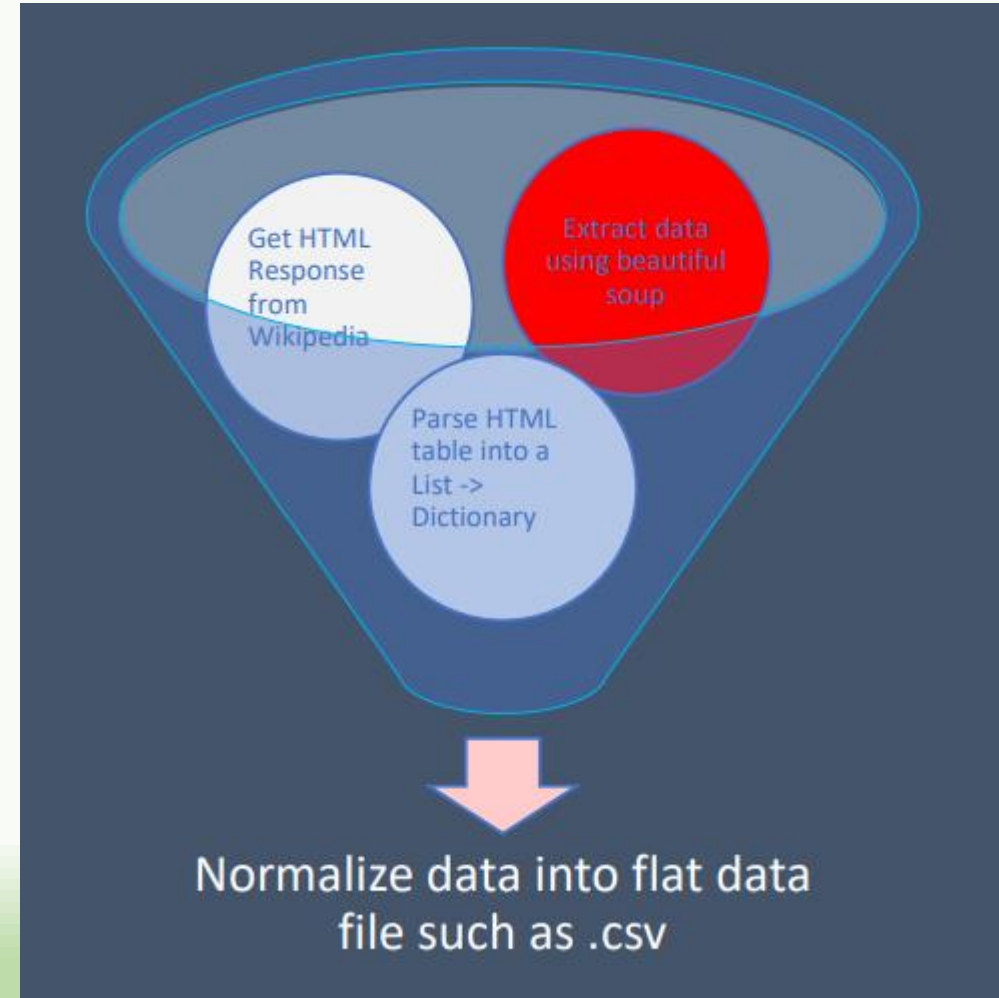 Get HTML
Response
from
Wikipedia
Extract data
using beautiful
soup
Parse HTML
table into a
List ->
Dictionary
Normalize data into flat data
file such as .csv